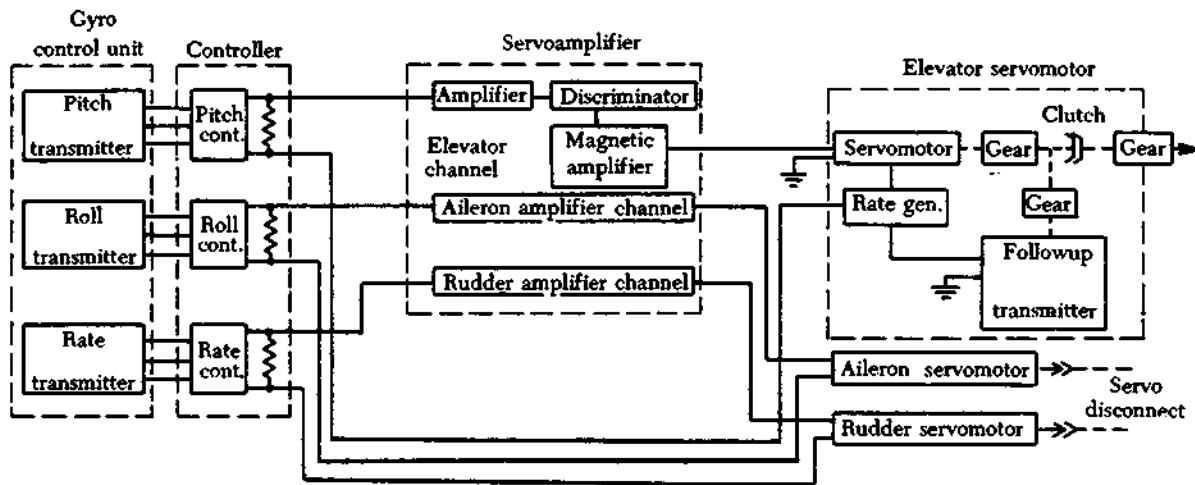 Gyro
control unit
Controller
Servoamplifier
Elevator servomotor
Pitch
transmitter
Pitch
cont.
Amplifier
Discriminator
Elevator
channel
Magnetic
amplifier
Clutch
Servomotor
Gear
Gear
Roll
transmitter
Roll
cont.
Aileron amplifier channel
Rate gen.
Gear
Followup
transmitter
Rudder amplifier channel
Rate
transmitter
Rate
cont.
Aileron servomotor
Servo
disconnect
Rudder servomotor